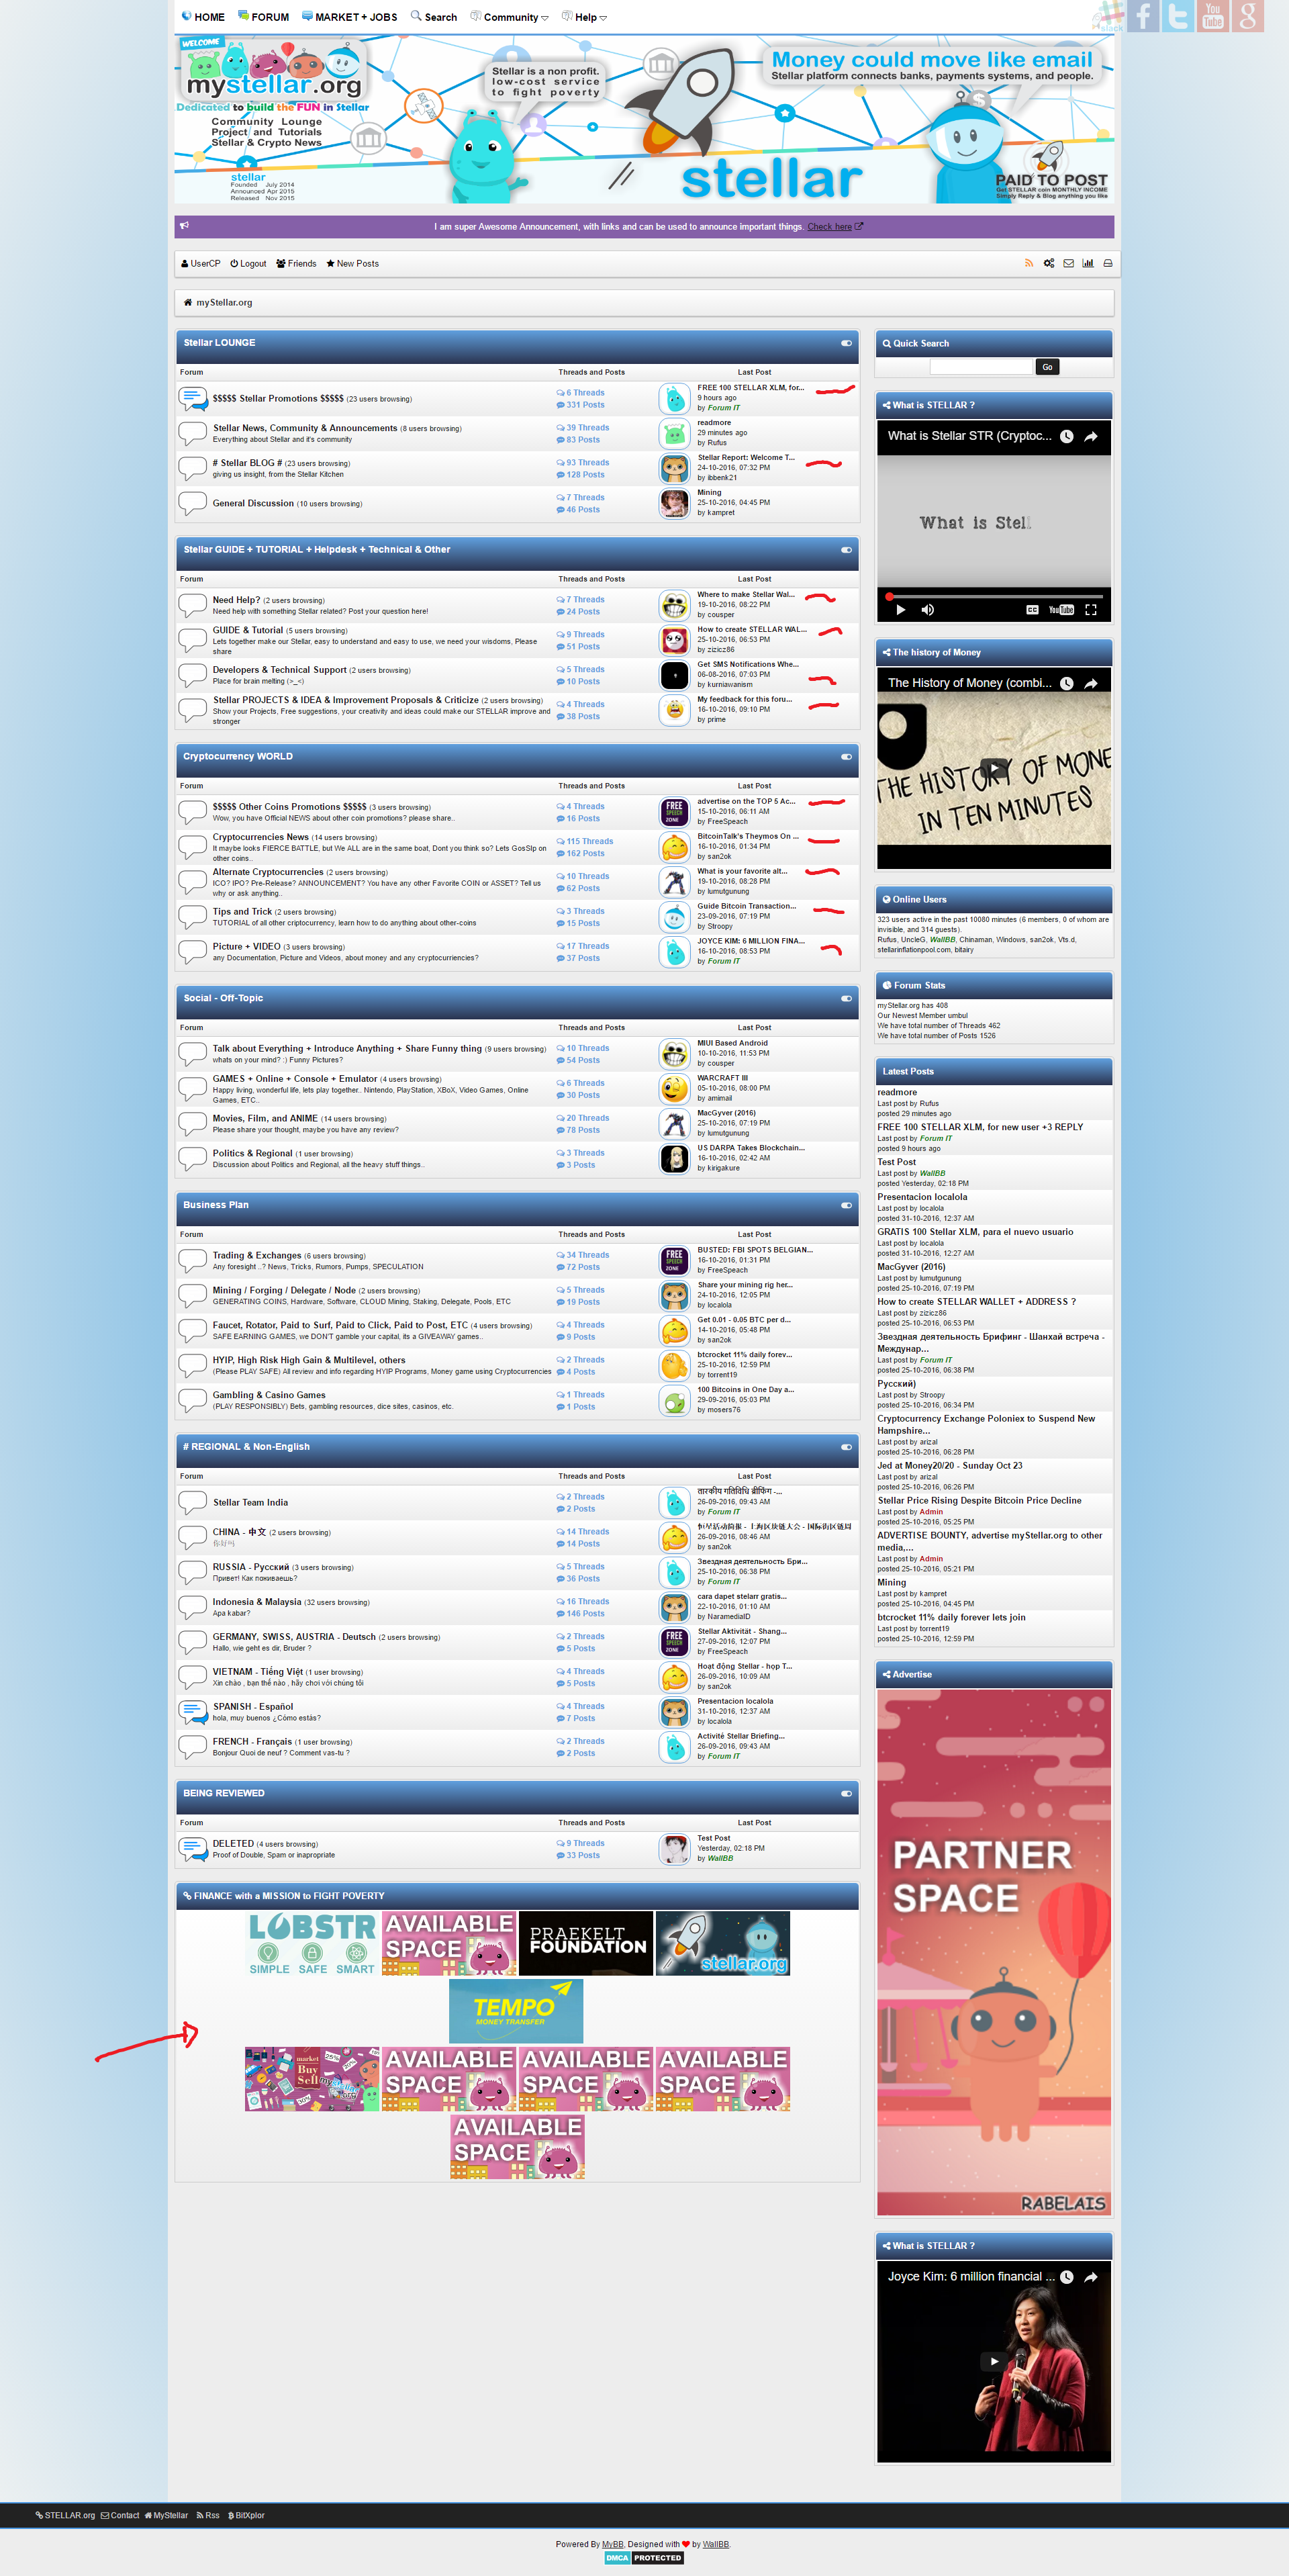 HOME FORUM MARKET + JOBS Search Community Help
slack
WELCOME
mystellar.org
Dedicated to build the FUN in Stellar
Community Lounge
Project and Tutorials
Stellar & Crypto News
stellar
Founded July 2014
Announced Apr 2015
Released Nov 2015
Stellar is a non profit.
low-cost service
to fight poverty
Money could move like email
Stellar platform connects banks, payments systems, and people.
stellar
PAID TO POST
Get STELLAR coin MONTHLY INCOME
Simply Reply & Blog anything you like
I am super Awesome Announcement, with links and can be used to announce important things. Check here
UserCP Logout Friends New Posts
myStellar.org
Stellar LOUNGE
Forum Threads and Posts Last Post
$$$$$ Stellar Promotions $$$$$ (23 users browsing)
6 Threads
331 Posts
FREE 100 STELLAR XLM, for...
9 hours ago
by Forum IT
Stellar News, Community & Announcements (8 users browsing)
Everything about Stellar and it's community
39 Threads
83 Posts
readmore
29 minutes ago
by Rufus
# Stellar BLOG # (23 users browsing)
giving us insight, from the Stellar Kitchen
93 Threads
128 Posts
Stellar Report: Welcome T...
24-10-2016, 07:32 PM
by ibbenk21
General Discussion (10 users browsing)
7 Threads
46 Posts
Mining
25-10-2016, 04:45 PM
by kampret
Stellar GUIDE + TUTORIAL + Helpdesk + Technical & Other
Forum Threads and Posts Last Post
Need Help? (2 users browsing)
Need help with something Stellar related? Post your question here!
7 Threads
24 Posts
Where to make Stellar Wal...
19-10-2016, 08:22 PM
by cousper
GUIDE & Tutorial (5 users browsing)
Lets together make our Stellar, easy to understand and easy to use, we need your wisdoms, Please
share
9 Threads
51 Posts
How to create STELLAR WAL...
25-10-2016, 06:53 PM
by zizicz86
Developers & Technical Support (2 users browsing)
Place for brain melting (>_<)
5 Threads
10 Posts
Get SMS Notifications Whe...
06-08-2016, 07:03 PM
by kurniawanism
Stellar PROJECTS & IDEA & Improvement Proposals & Criticize (2 users browsing)
Show your Projects, Free suggestions, your creativity and ideas could make our STELLAR improve and
stronger
4 Threads
38 Posts
My feedback for this foru...
16-10-2016, 09:10 PM
by prime
Cryptocurrency WORLD
Forum Threads and Posts Last Post
$$$$$ Other Coins Promotions $$$$$ (3 users browsing)
Wow, you have Official NEWS about other coin promotions? please share..
4 Threads
16 Posts
FREE SPEECH ZONE
advertise on the TOP 5 Ac...
15-10-2016, 06:11 AM
by FreeSpeach
Cryptocurrencies News (14 users browsing)
It maybe looks FIERCE BATTLE, but We ALL are in the same boat, Dont you think so? Lets GosSip on
other coins..
115 Threads
162 Posts
BitcoinTalk's Theymos On ...
16-10-2016, 01:34 PM
by san2ok
Alternate Cryptocurrencies (2 users browsing)
ICO? IPO? Pre-Release? ANNOUNCEMENT? You have any other Favorite COIN or ASSET? Tell us
why or ask anything..
10 Threads
62 Posts
What is your favorite alt...
19-10-2016, 08:28 PM
by lumutgunung
Tips and Trick (2 users browsing)
TUTORIAL of all other criptocurrency, learn how to do anything about other-coins
3 Threads
15 Posts
Guide Bitcoin Transaction...
23-09-2016, 07:19 PM
by Stroopy
Picture + VIDEO (3 users browsing)
any Documentation, Picture and Videos, about money and any cryptocurriencies?
17 Threads
37 Posts
JOYCE KIM: 6 MILLION FINA...
16-10-2016, 08:53 PM
by Forum IT
Social - Off-Topic
Forum Threads and Posts Last Post
Talk about Everything + Introduce Anything + Share Funny thing (9 users browsing)
whats on your mind? :) Funny Pictures?
10 Threads
54 Posts
MIUI Based Android
10-10-2016, 11:53 PM
by cousper
GAMES + Online + Console + Emulator (4 users browsing)
Happy living, wonderful life, lets play together.. Nintendo, PlayStation, XBoX, Video Games, Online
Games, ETC..
6 Threads
30 Posts
WARCRAFT III
05-10-2016, 08:00 PM
by amimail
Movies, Film, and ANIME (14 users browsing)
Please share your thought, maybe you have any review?
20 Threads
78 Posts
MacGyver (2016)
25-10-2016, 07:19 PM
by lumutgunung
Politics & Regional (1 user browsing)
Discussion about Politics and Regional, all the heavy stuff things..
3 Threads
3 Posts
US DARPA Takes Blockchain...
16-10-2016, 02:42 AM
by kirigakure
Business Plan
Forum Threads and Posts Last Post
Trading & Exchanges (6 users browsing)
Any foresight ..? News, Tricks, Rumors, Pumps, SPECULATION
34 Threads
72 Posts
FREE SPEECH ZONE
BUSTED: FBI SPOTS BELGIAN...
16-10-2016, 01:31 PM
by FreeSpeach
Mining / Forging / Delegate / Node (2 users browsing)
GENERATING COINS, Hardware, Software, CLOUD Mining, Staking, Delegate, Pools, ETC
5 Threads
19 Posts
Share your mining rig her...
24-10-2016, 12:05 PM
by localola
Faucet, Rotator, Paid to Surf, Paid to Click, Paid to Post, ETC (4 users browsing)
SAFE EARNING GAMES, we DON'T gamble your capital, its a GIVEAWAY games..
4 Threads
9 Posts
Get 0.01 - 0.05 BTC per d...
14-10-2016, 05:48 PM
by san2ok
HYIP, High Risk High Gain & Multilevel, others
(Please PLAY SAFE) All review and info regarding HYIP Programs, Money game using Cryptocurrencies
2 Threads
4 Posts
btcrocket 11% daily forev...
25-10-2016, 12:59 PM
by torrent19
Gambling & Casino Games
(PLAY RESPONSIBLY) Bets, gambling resources, dice sites, casinos, etc.
1 Threads
1 Posts
100 Bitcoins in One Day a...
29-09-2016, 05:03 PM
by mosers76
# REGIONAL & Non-English
Forum Threads and Posts Last Post
Stellar Team India
2 Threads
2 Posts
तारकीय गतिविधि ब्रीफिंग -...
26-09-2016, 09:43 AM
by Forum IT
CHINA - 中文 (2 users browsing)
你好吗
14 Threads
14 Posts
恒星活动简报 - 上海区块链大会 - 国际街区链周
26-09-2016, 08:46 AM
by san2ok
RUSSIA - Русский (3 users browsing)
Привет! Как поживаешь?
5 Threads
36 Posts
Звездная деятельность Бри...
25-10-2016, 06:38 PM
by Forum IT
Indonesia & Malaysia (32 users browsing)
Apa kabar?
16 Threads
146 Posts
cara dapet stelarr gratis...
22-10-2016, 01:10 AM
by NaramediaID
GERMANY, SWISS, AUSTRIA - Deutsch (2 users browsing)
Hallo, wie geht es dir, Bruder ?
2 Threads
5 Posts
FREE SPEECH ZONE
Stellar Aktivität - Shang...
27-09-2016, 12:07 PM
by FreeSpeach
VIETNAM - Tiếng Việt (1 user browsing)
Xin chào , bạn thế nào , hãy chơi với chúng tôi
4 Threads
5 Posts
Hoạt động Stellar - họp T...
26-09-2016, 10:09 AM
by san2ok
SPANISH - Español
hola, muy buenos ¿Cómo estás?
4 Threads
7 Posts
Presentacion localola
31-10-2016, 12:37 AM
by localola
FRENCH - Français (1 user browsing)
Bonjour Quoi de neuf ? Comment vas-tu ?
2 Threads
2 Posts
Activité Stellar Briefing...
26-09-2016, 09:43 AM
by Forum IT
BEING REVIEWED
Forum Threads and Posts Last Post
DELETED (4 users browsing)
Proof of Double, Spam or inapropriate
9 Threads
33 Posts
Test Post
Yesterday, 02:18 PM
by WallBB
FINANCE with a MISSION to FIGHT POVERTY
LOBSTR
SIMPLE SAFE SMART
AVAILABLE SPACE
PRAEKELT FOUNDATION
stellar.org
TEMPO
MONEY TRANSFER
market Buy Sell mystellar
AVAILABLE SPACE
AVAILABLE SPACE
AVAILABLE SPACE
AVAILABLE SPACE
Quick Search
Go
What is STELLAR ?
What is Stellar STR (Cryptoc...
What is Stel
YouTube
The history of Money
The History of Money (combi...
THE HISTORY OF MONE
IN TEN MINUTES
Online Users
323 users active in the past 10080 minutes (6 members, 0 of whom are
invisible, and 314 guests).
Rufus, UncleG, WallBB, Chinaman, Windows, san2ok, Vts.d,
stellarinflationpool.com, bitairy
Forum Stats
myStellar.org has 408
Our Newest Member umbul
We have total number of Threads 462
We have total number of Posts 1526
Latest Posts
readmore
Last post by Rufus
posted 29 minutes ago
FREE 100 STELLAR XLM, for new user +3 REPLY
Last post by Forum IT
posted 9 hours ago
Test Post
Last post by WallBB
posted Yesterday, 02:18 PM
Presentacion localola
Last post by localola
posted 31-10-2016, 12:37 AM
GRATIS 100 Stellar XLM, para el nuevo usuario
Last post by localola
posted 31-10-2016, 12:27 AM
MacGyver (2016)
Last post by lumutgunung
posted 25-10-2016, 07:19 PM
How to create STELLAR WALLET + ADDRESS ?
Last post by zizicz86
posted 25-10-2016, 06:53 PM
Звездная деятельность Брифинг - Шанхай встреча -
Междунар...
Last post by Forum IT
posted 25-10-2016, 06:38 PM
Русский)
Last post by Stroopy
posted 25-10-2016, 06:34 PM
Cryptocurrency Exchange Poloniex to Suspend New
Hampshire...
Last post by arizal
posted 25-10-2016, 06:28 PM
Jed at Money20/20 - Sunday Oct 23
Last post by arizal
posted 25-10-2016, 06:26 PM
Stellar Price Rising Despite Bitcoin Price Decline
Last post by Admin
posted 25-10-2016, 05:25 PM
ADVERTISE BOUNTY, advertise myStellar.org to other
media,...
Last post by Admin
posted 25-10-2016, 05:21 PM
Mining
Last post by kampret
posted 25-10-2016, 04:45 PM
btcrocket 11% daily forever lets join
Last post by torrent19
posted 25-10-2016, 12:59 PM
Advertise
PARTNER
SPACE
RABELAIS
What is STELLAR ?
Joyce Kim: 6 million financial ...
STELLAR.org Contact MyStellar Rss BitXplor
Powered By MyBB, Designed with by WallBB.
DMCA PROTECTED